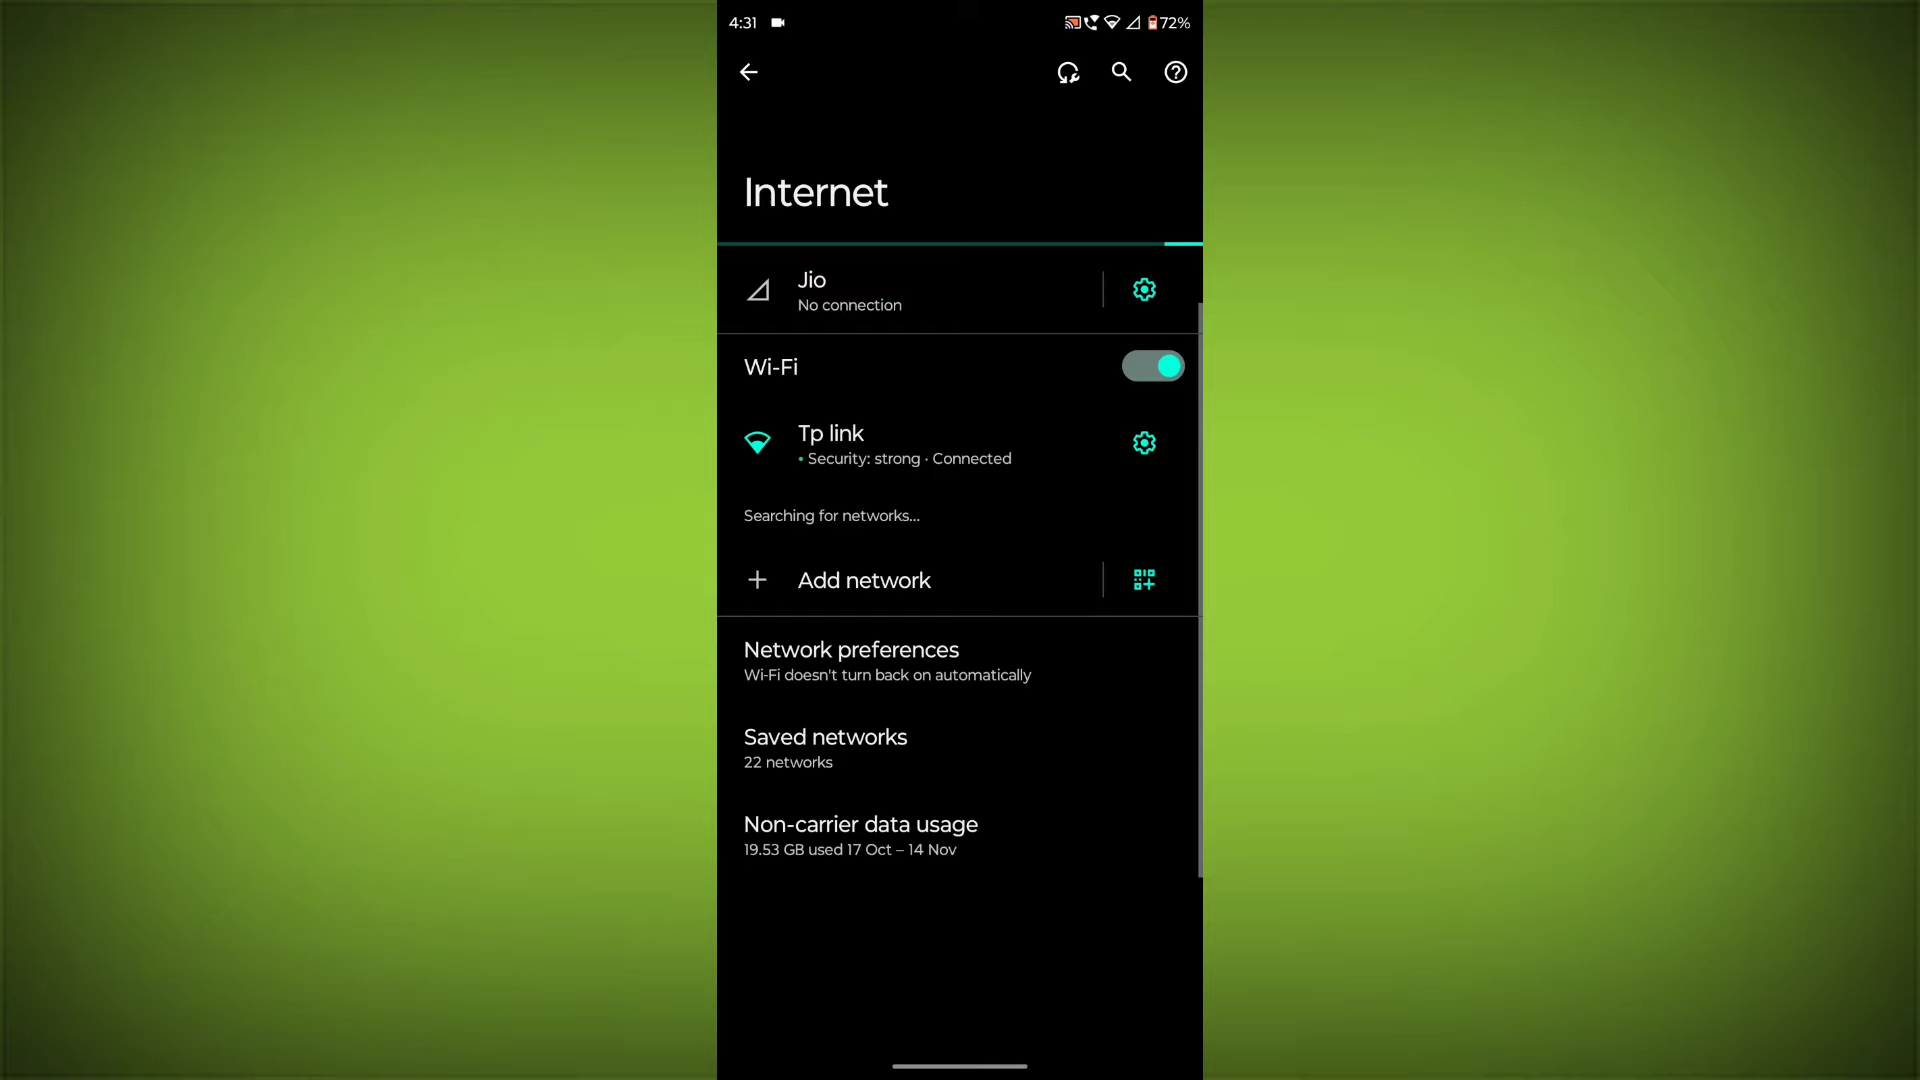 4:31
72%
Internet
Jio
No connection
Wi-Fi
Tp link
• Security: strong · Connected
Searching for networks...
Add network
Network preferences
Wi-Fi doesn't turn back on automatically
Saved networks
22 networks
Non-carrier data usage
19.53 GB used 17 Oct – 14 Nov